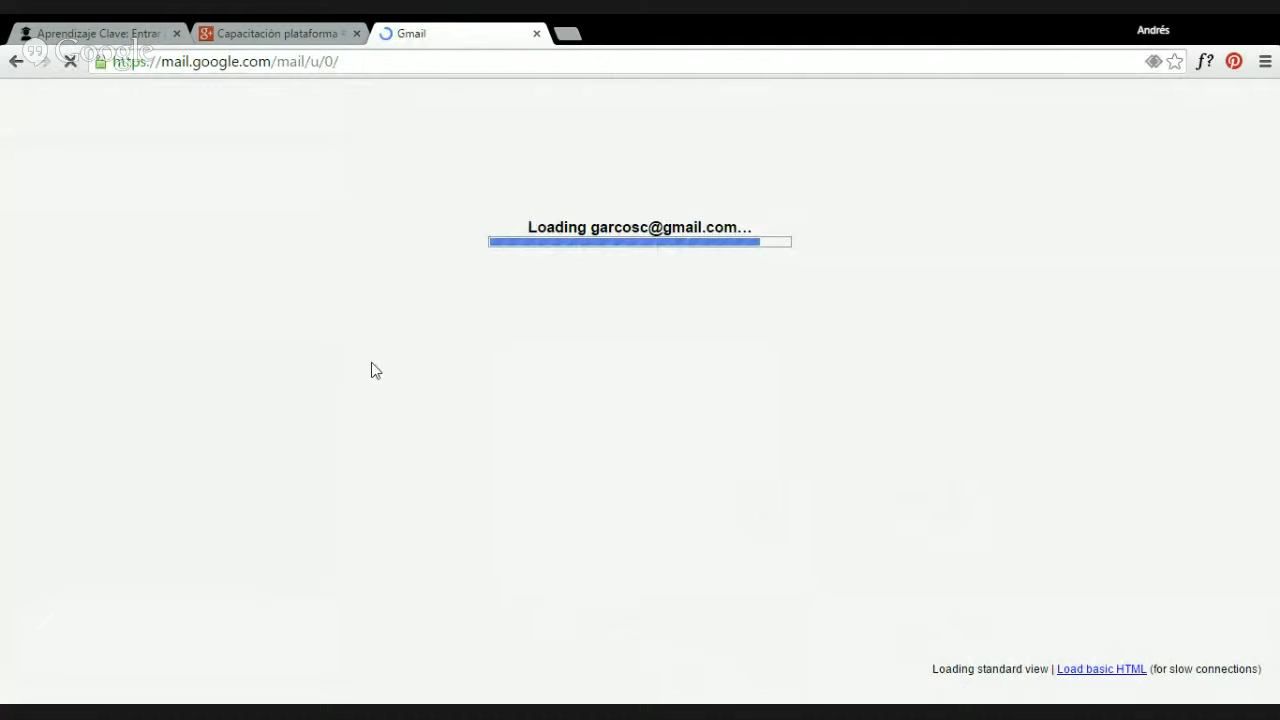 Aprendizaje Clave: Entrar
Capacitación plataforma
Gmail
Andrés
Google
https://mail.google.com/mail/u/0/
f?
Loading garcosc@gmail.com...
Loading standard view | Load basic HTML (for slow connections)